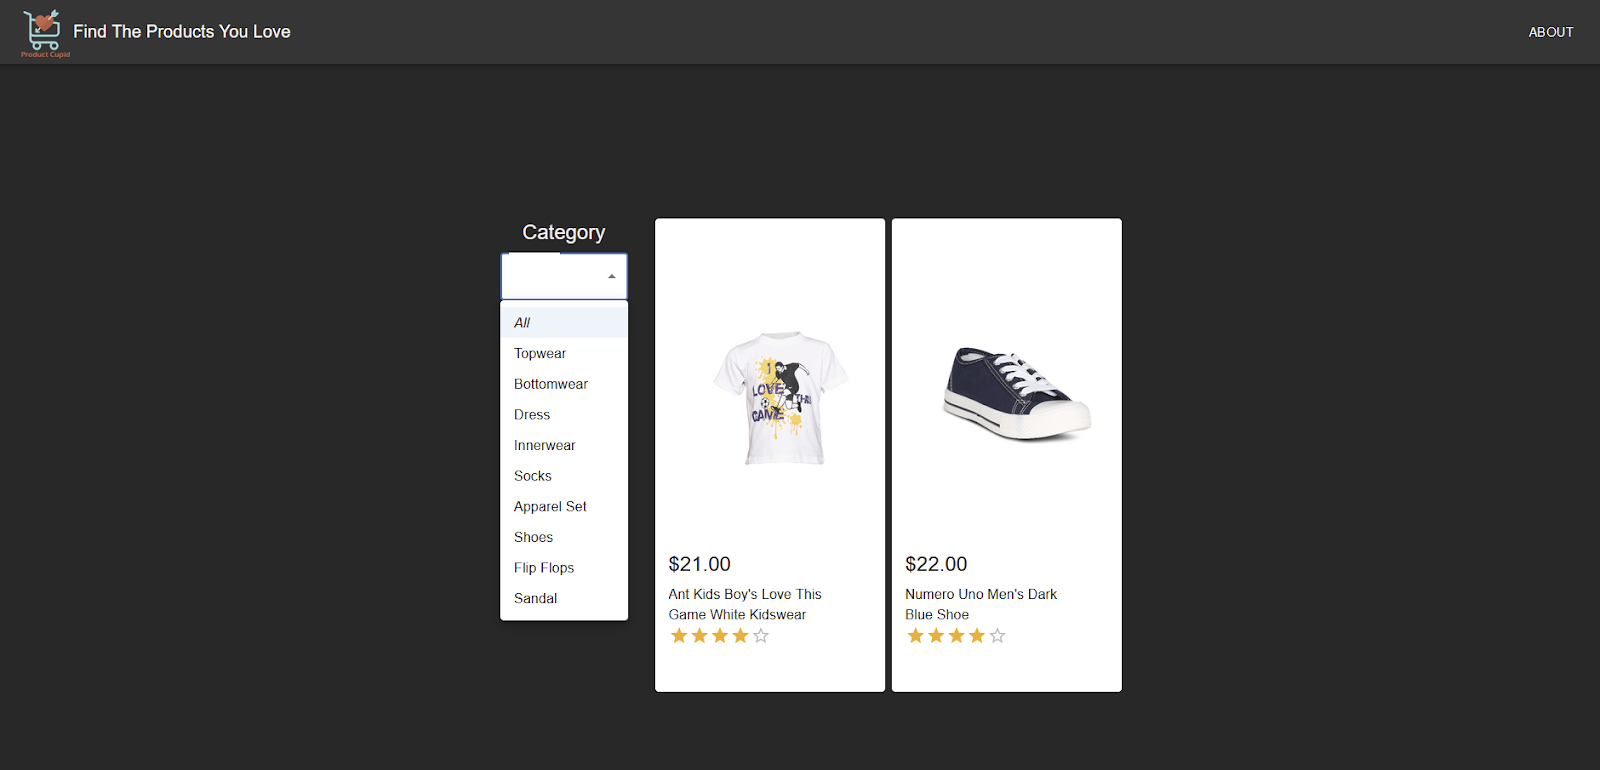 Product Cupid
Find The Products You Love
ABOUT
Category
All
Topwear
Bottomwear
Dress
Innerwear
Socks
Apparel Set
Shoes
Flip Flops
Sandal
I
LOVE
THIS
GAME
$21.00
Ant Kids Boy's Love This
Game White Kidswear
$22.00
Numero Uno Men's Dark
Blue Shoe